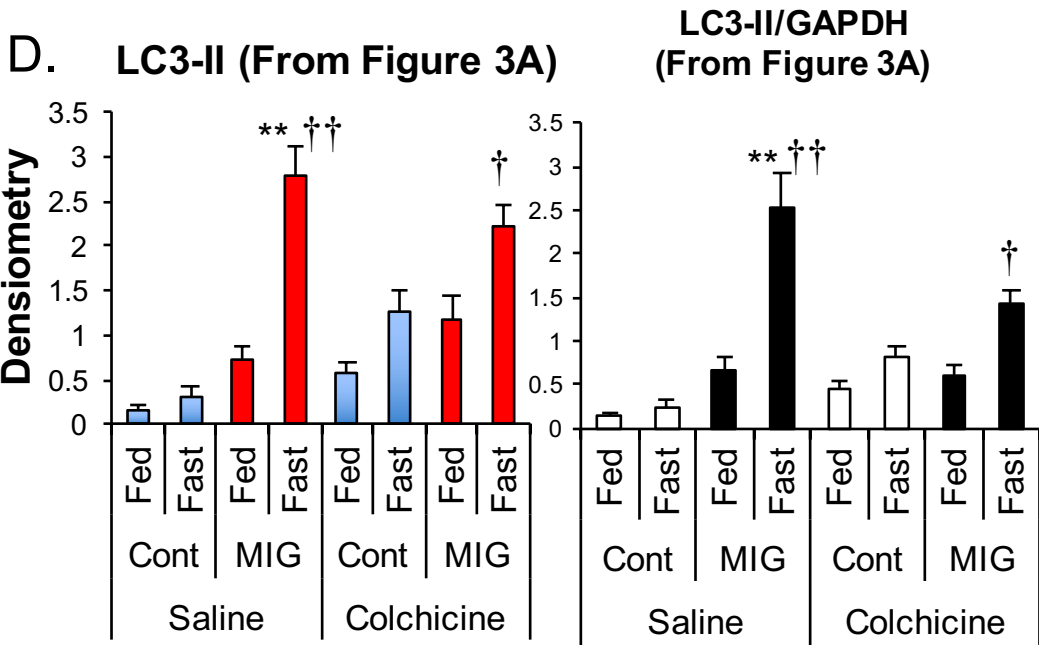 D.
LC3-II (From Figure 3A)
Densiometry
3.5
3
2.5
2
1.5
1
0.5
0
** ††
†
Fed Fast Fed Fast Fed Fast Fed Fast
Cont MIG Cont MIG
Saline Colchicine
LC3-II/GAPDH
(From Figure 3A)
3.5
3
2.5
2
1.5
1
0.5
0
** ††
†
Fed Fast Fed Fast Fed Fast Fed Fast
Cont MIG Cont MIG
Saline Colchicine